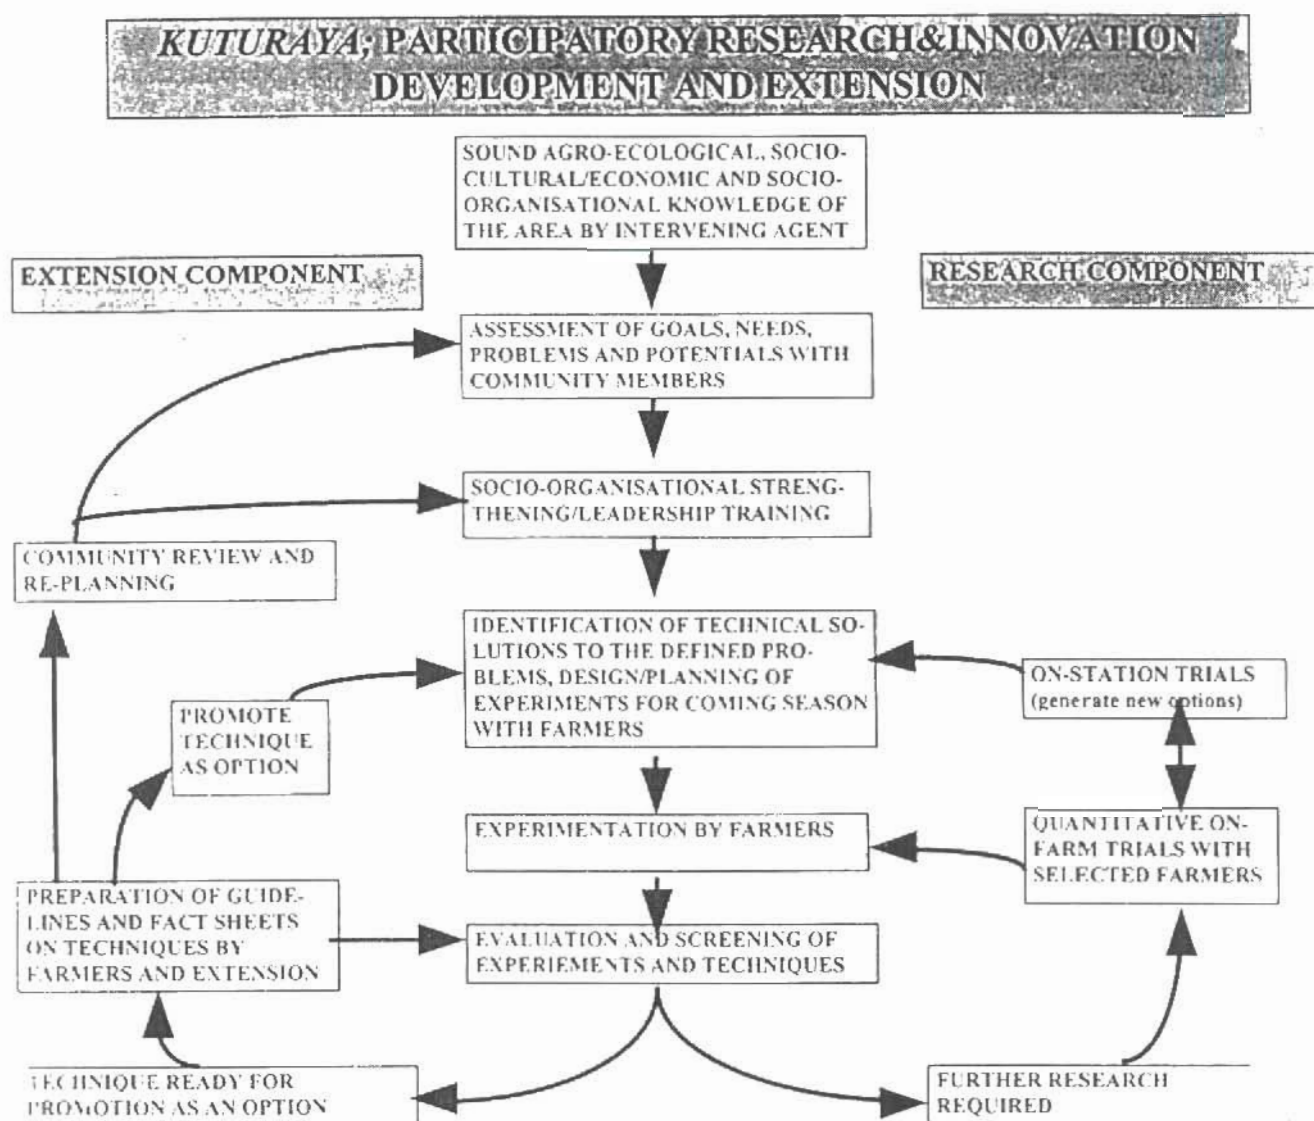 KUTURAYA; PARTICIPATORY RESEARCH&INNOVATION
DEVELOPMENT AND EXTENSION
SOUND AGRO-ECOLOGICAL, SOCIO-
CULTURAL/ECONOMIC AND SOCIO-
ORGANISATIONAL KNOWLEDGE OF
THE AREA BY INTERVENING AGENT
EXTENSION COMPONENT
RESEARCH COMPONENT
ASSESSMENT OF GOALS, NEEDS,
PROBLEMS AND POTENTIALS WITH
COMMUNITY MEMBERS
SOCIO-ORGANISATIONAL STRENG-
THENING/LEADERSHIP TRAINING
COMMUNITY REVIEW AND
RE-PLANNING
IDENTIFICATION OF TECHNICAL SO-
LUTIONS TO THE DEFINED PRO-
BLEMS, DESIGN/PLANNING OF
EXPERIMENTS FOR COMING SEASON
WITH FARMERS
ON-STATION TRIALS
(generate new options)
PROMOTE
TECHNIQUE
AS OPTION
EXPERIMENTATION BY FARMERS
QUANTITATIVE ON-
FARM TRIALS WITH
SELECTED FARMERS
PREPARATION OF GUIDE-
LINES AND FACT SHEETS
ON TECHNIQUES BY
FARMERS AND EXTENSION
EVALUATION AND SCREENING OF
EXPERIEMENTS AND TECHNIQUES
TECHNIQUE READY FOR
PROMOTION AS AN OPTION
FURTHER RESEARCH
REQUIRED